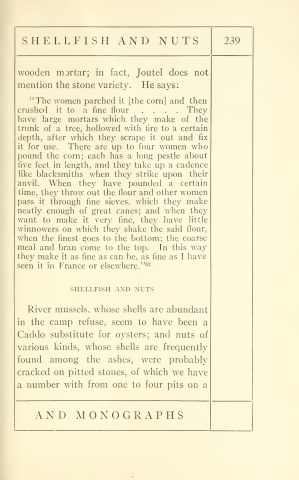 SHELLFISH AND NUTS 239
wooden mortar; in fact, Joutel does not
mention the stone variety. He says:
"The women parched it [the corn] and then
crushed it to a fine flour . . . . They
have large mortars which they make of the
trunk of a tree, hollowed with fire to a certain
depth, after which they scrape it out and fix
it for use. There are up to four women who
pound the corn; each has a long pestle about
five feet in length, and they take up a cadence
like blacksmiths when they strike upon their
anvil. When they have pounded a certain
time, they throw out the flour and other women
pass it through fine sieves, which they make
neatly enough of great canes; and when they
want to make it very fine, they have little
winnowers on which they shake the said flour,
when the finest goes to the bottom; the coarse
meal and bran come to the top. In this way
they make it as fine as can be, as fine as I have
seen it in France or elsewhere."62
SHELLFISH AND NUTS
River mussels, whose shells are abundant
in the camp refuse, seem to have been a
Caddo substitute for oysters; and nuts of
various kinds, whose shells are frequently
found among the ashes, were probably
cracked on pitted stones, of which we have
a number with from one to four pits on a
AND MONOGRAPHS